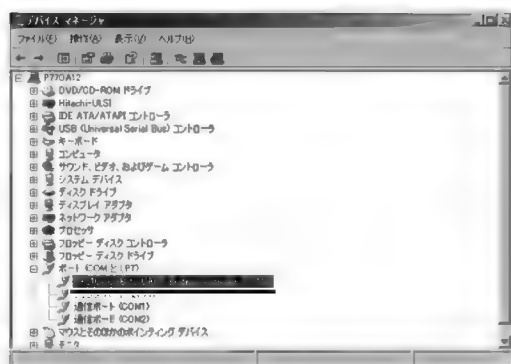 デバイス マネージャ
ファイル(F) 操作(A) 表示(V) ヘルプ(H)
P770A12
DVD/CD-ROM ドライブ
Hitachi-ULSI
IDE ATA/ATAPI コントローラ
USB (Universal Serial Bus) コントローラ
キーボード
コンピュータ
サウンド、ビデオ、およびゲーム コントローラ
システム デバイス
ディスク ドライブ
ディスプレイ アダプタ
ネットワーク アダプタ
プロセッサ
フロッピー ディスク コントローラ
フロッピー ディスク ドライブ
ポート (COM と LPT)
通信ポート (COM1)
通信ポート (COM2)
マウスとそのほかのポインティング デバイス
モニタ